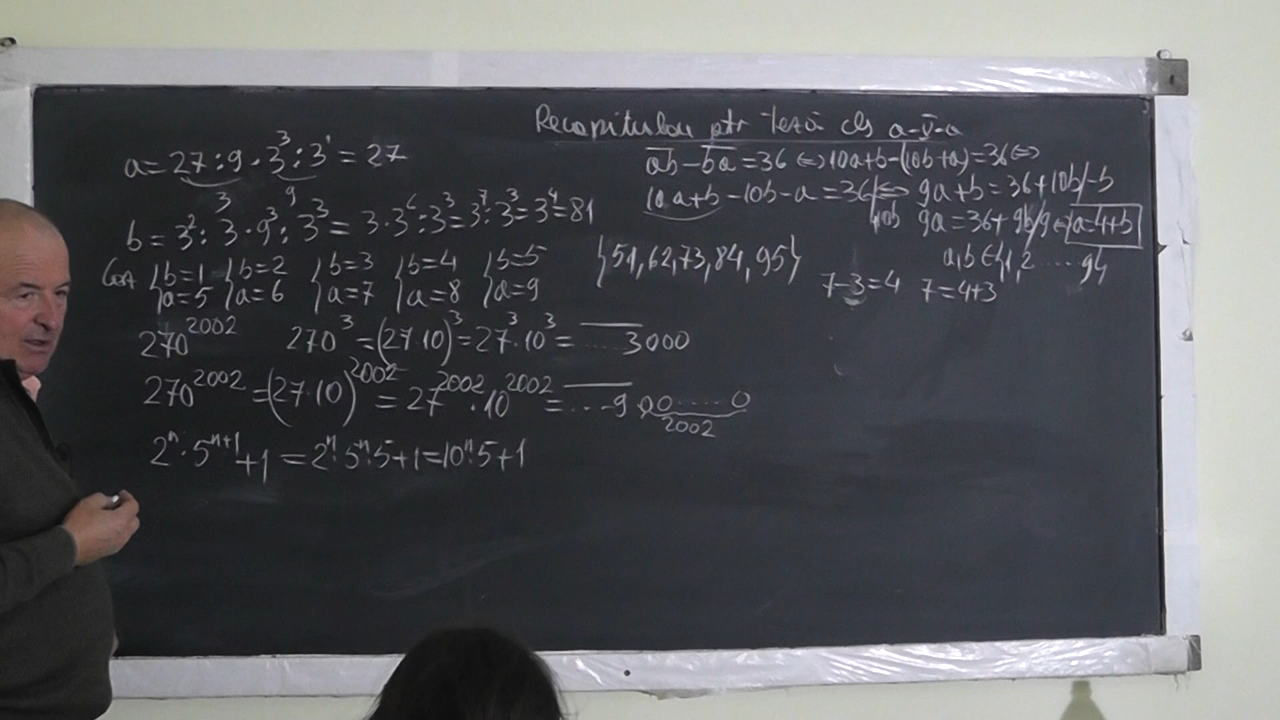 Recapitulare ptr teză cls a-V-a
a=27:9·3³:3¹=27
3 9
b=3²:3·9³:3³=3·3⁶:3³=3⁷:3³=3⁴=81
{b=1 {b=2 {b=3 {b=4 {b=5
{a=5 {a=6 {a=7 {a=8 {a=9
270²⁰⁰² 270³=(27·10)³=27³·10³=.....3000
270²⁰⁰²=(27·10)²⁰⁰²=27²⁰⁰²·10²⁰⁰²=....9 00.....0
2002
2ⁿ·5ⁿ⁺¹+1=2ⁿ·5ⁿ·5+1=10ⁿ·5+1
ab-ba=36⇔10a+b-(10b+a)=36⇔
10a+b-10b-a=36⇔9a+b=36+10b/-b
10b 9a=36+9b/:9⇔a=4+b
{51,62,73,84,95}
a,b∈{1,2.....9}
7-3=4 7=4+3